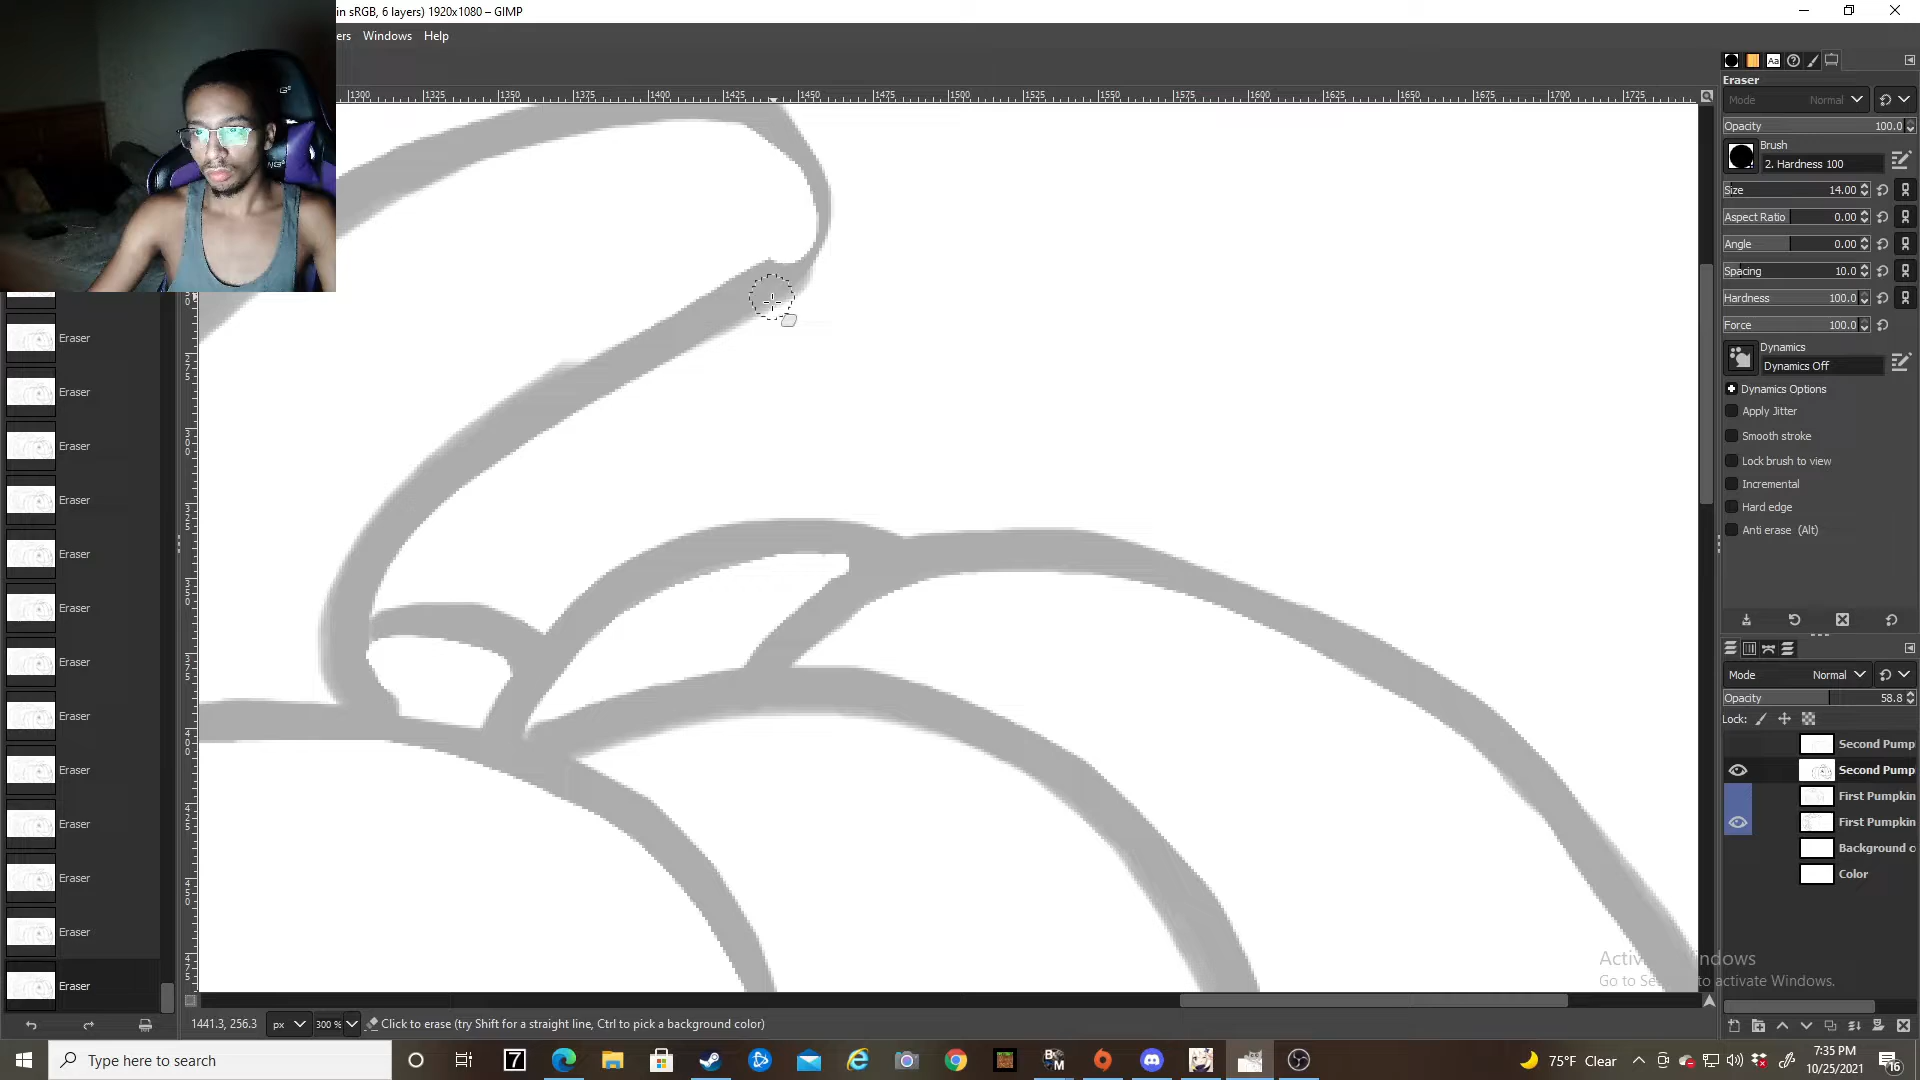 in sRGB, 6 layers) 1920x1080 – GIMP
ers Windows Help
1300 1325 1350 1375 1400 1425 1450 1475 1500 1525 1550 1575 1600 1625 1650 1675 1700 1725
Eraser
Mode Normal
Opacity 100.0
Brush
2. Hardness 100
Size 14.00
Aspect Ratio 0.00
Angle 0.00
Spacing 10.0
Hardness 100.0
Force 100.0
Dynamics
Dynamics Off
Dynamics Options
Apply Jitter
Smooth stroke
Lock brush to view
Incremental
Hard edge
Anti erase (Alt)
Eraser
Eraser
Eraser
Eraser
Eraser
Eraser
Eraser
Eraser
Eraser
Eraser
Eraser
Eraser
Eraser
Mode Normal
Opacity 58.8
Lock:
Second Pump
Second Pump
First Pumpkin
First Pumpkin
Background c
Color
Go to Se to activate Windows.
1441.3, 256.3 px 300 % Click to erase (try Shift for a straight line, Ctrl to pick a background color)
Type here to search
75°F Clear
7:35 PM
10/25/2021
16